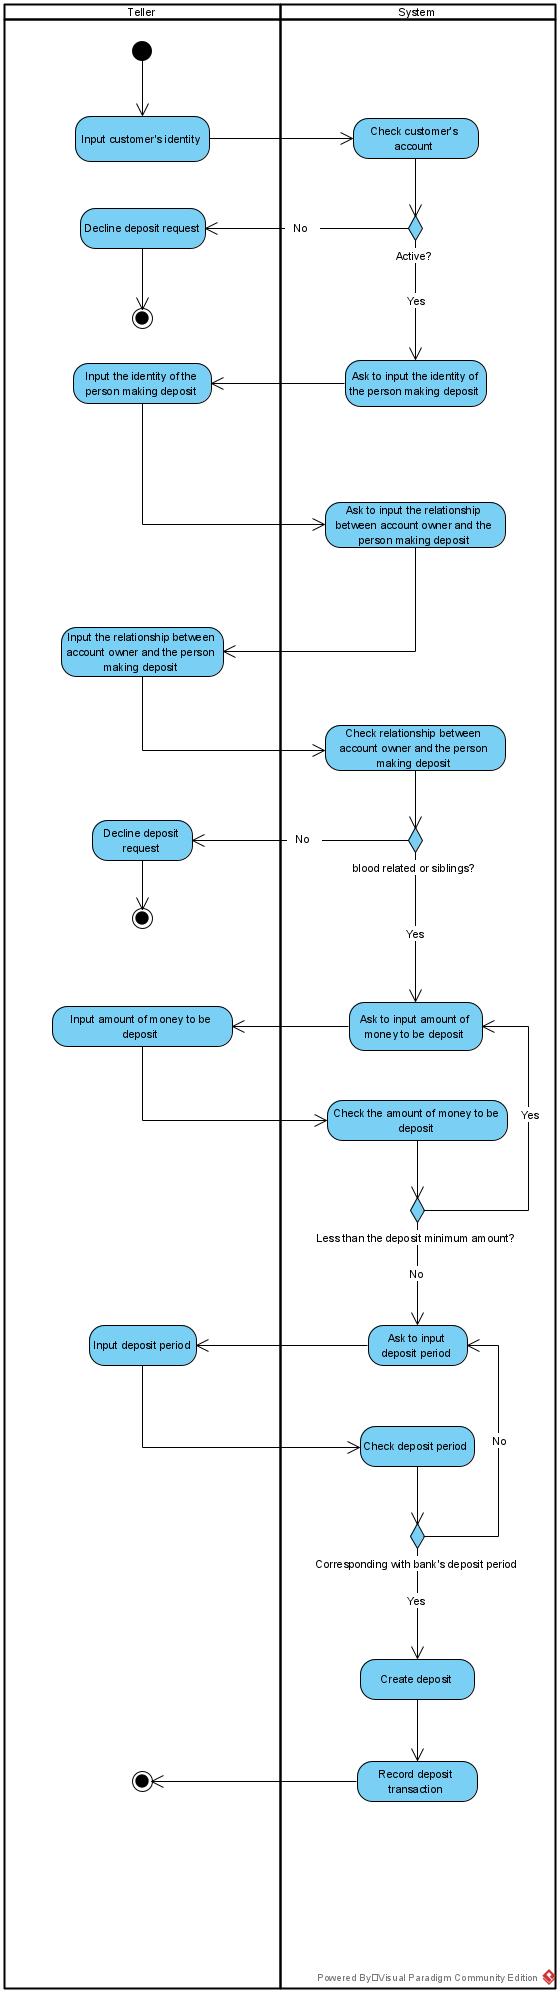 Teller
System
Input customer's identity
Check customer's
account
Decline deposit request
No
Active?
Yes
Input the identity of the
person making deposit
Ask to input the identity of
the person making deposit
Ask to input the relationship
between account owner and the
person making deposit
Input the relationship between
account owner and the person
making deposit
Check relationship between
account owner and the person
making deposit
Decline deposit
request
No
blood related or siblings?
Yes
Input amount of money to be
deposit
Ask to input amount of
money to be deposit
Yes
Check the amount of money to be
deposit
Less than the deposit minimum amount?
No
Input deposit period
Ask to input
deposit period
No
Check deposit period
Corresponding with bank's deposit period
Yes
Create deposit
Record deposit
transaction
Powered By Visual Paradigm Community Edition